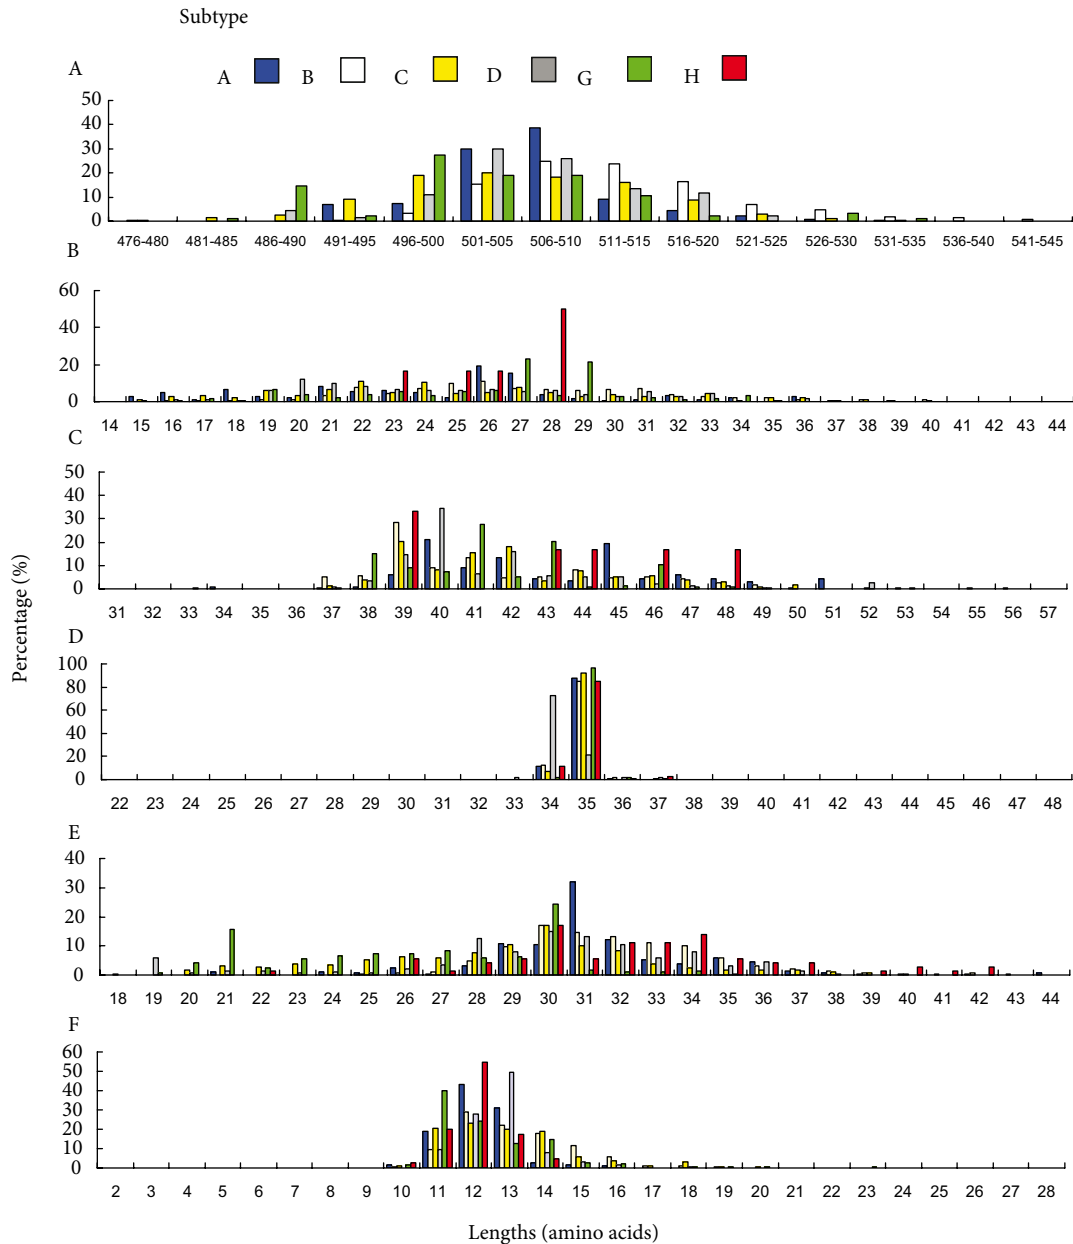 Subtype
A B C D G H
A
50
40
30
20
10
0
476-480 481-485 486-490 491-495 496-500 501-505 506-510 511-515 516-520 521-525 526-530 531-535 536-540 541-545
B
60
40
20
0
14 15 16 17 18 19 20 21 22 23 24 25 26 27 28 29 30 31 32 33 34 35 36 37 38 39 40 41 42 43 44
C
50
40
30
20
10
0
31 32 33 34 35 36 37 38 39 40 41 42 43 44 45 46 47 48 49 50 51 52 53 54 55 56 57
Percentage (%)
D
100
80
60
40
20
0
22 23 24 25 26 27 28 29 30 31 32 33 34 35 36 37 38 39 40 41 42 43 44 45 46 47 48
E
40
30
20
10
0
18 19 20 21 22 23 24 25 26 27 28 29 30 31 32 33 34 35 36 37 38 39 40 41 42 43 44
F
60
50
40
30
20
10
0
2 3 4 5 6 7 8 9 10 11 12 13 14 15 16 17 18 19 20 21 22 23 24 25 26 27 28
Lengths (amino acids)